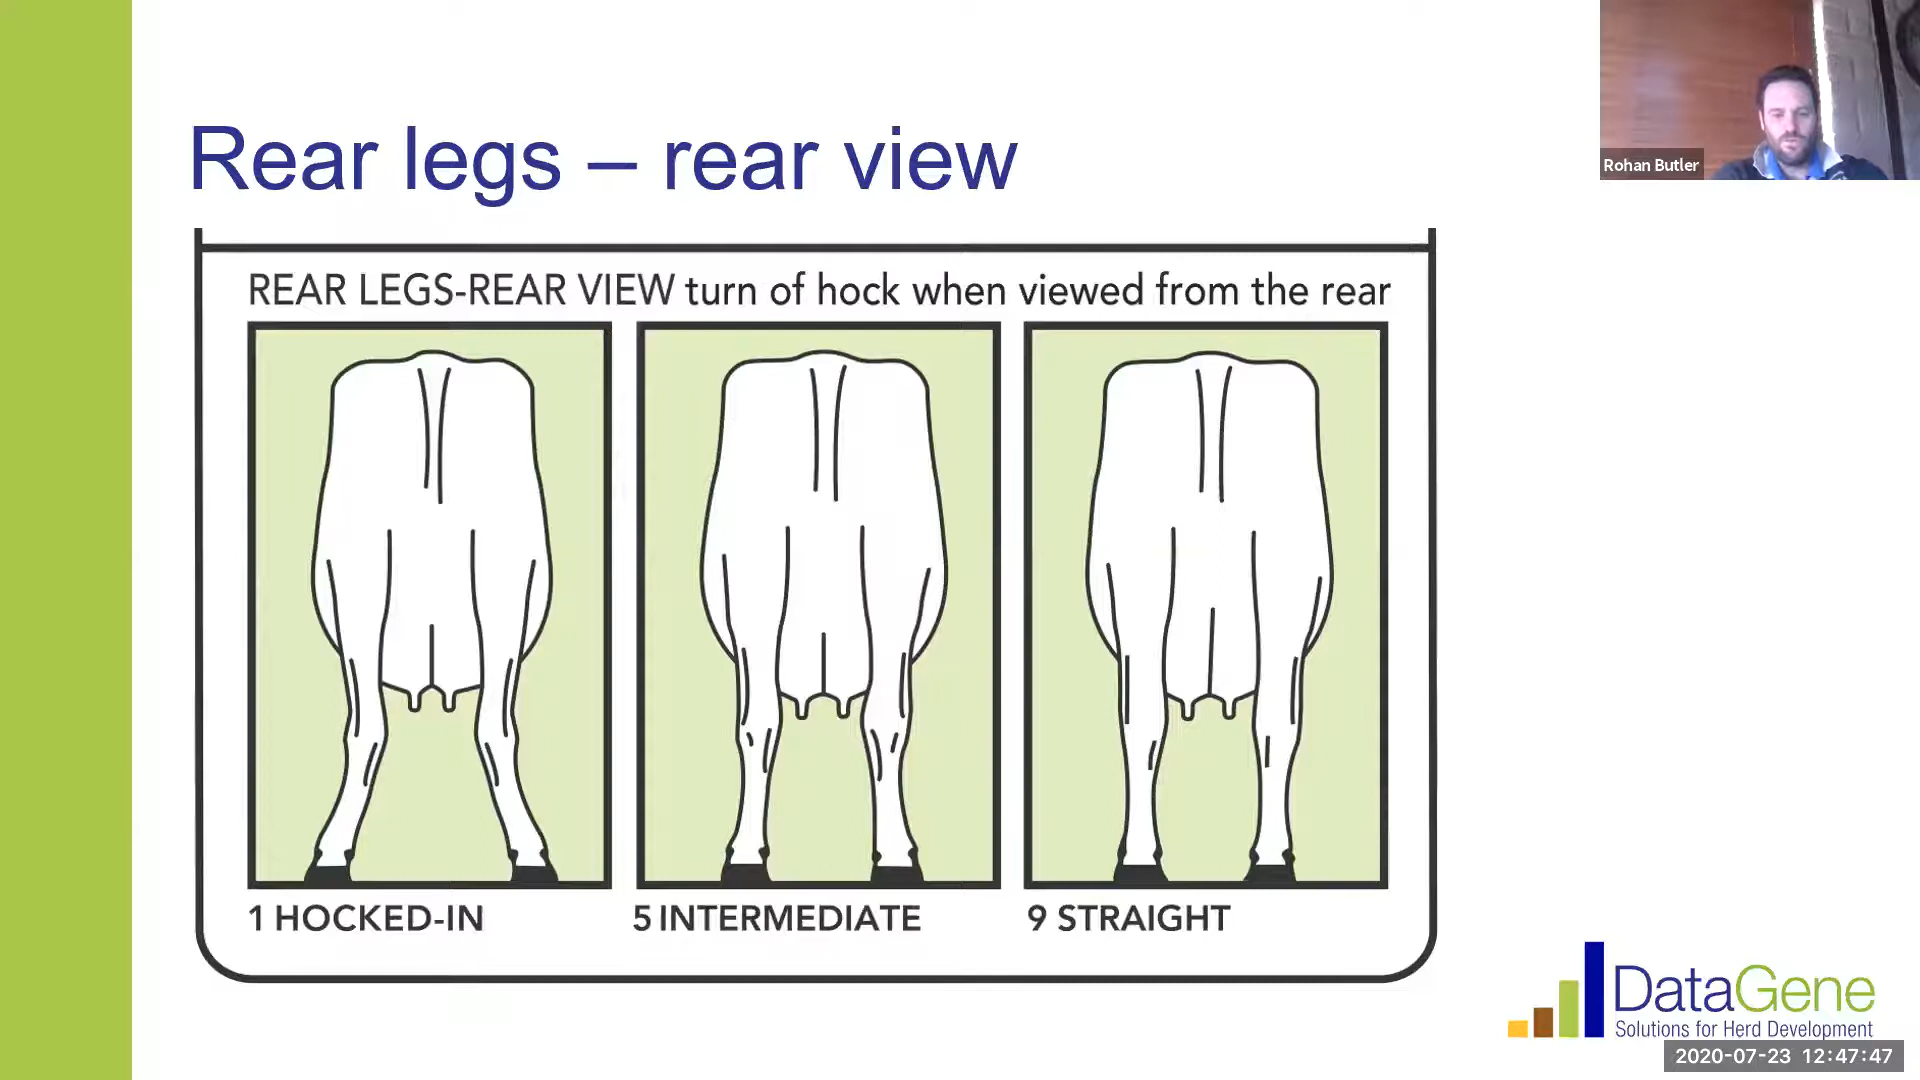 Rear legs – rear view
Rohan Butler
REAR LEGS-REAR VIEW turn of hock when viewed from the rear
1 HOCKED-IN
5 INTERMEDIATE
9 STRAIGHT
DataGene
Solutions for Herd Development
2020-07-23 12:47:47